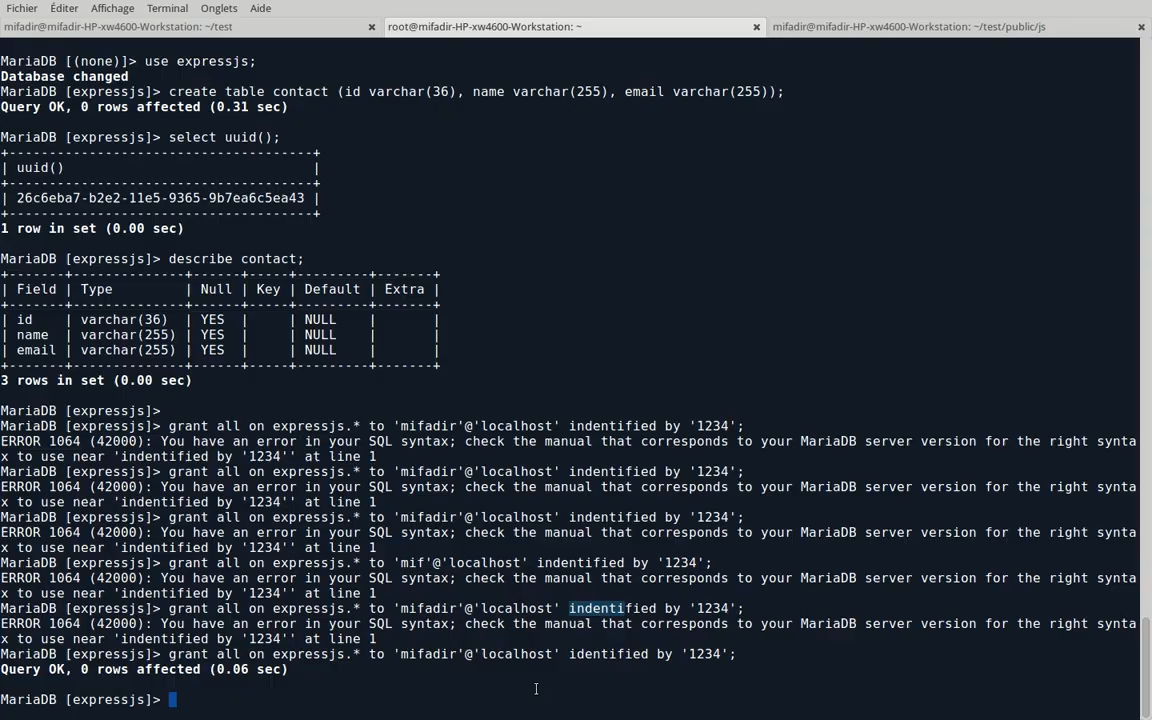 Fichier Éditer Affichage Terminal Onglets Aide
mifadir@mifadir-HP-xw4600-Workstation: ~/test
root@mifadir-HP-xw4600-Workstation: ~
mifadir@mifadir-HP-xw4600-Workstation: ~/test/public/js
MariaDB [(none)]> use expressjs;
Database changed
MariaDB [expressjs]> create table contact (id varchar(36), name varchar(255), email varchar(255));
Query OK, 0 rows affected (0.31 sec)
MariaDB [expressjs]> select uuid();
+--------------------------------------+
| uuid()                               |
+--------------------------------------+
| 26c6eba7-b2e2-11e5-9365-9b7ea6c5ea43 |
+--------------------------------------+
1 row in set (0.00 sec)
MariaDB [expressjs]> describe contact;
+-------+--------------+------+-----+---------+-------+
| Field | Type         | Null | Key | Default | Extra |
+-------+--------------+------+-----+---------+-------+
| id    | varchar(36)  | YES  |     | NULL    |       |
| name  | varchar(255) | YES  |     | NULL    |       |
| email | varchar(255) | YES  |     | NULL    |       |
+-------+--------------+------+-----+---------+-------+
3 rows in set (0.00 sec)
MariaDB [expressjs]>
MariaDB [expressjs]> grant all on expressjs.* to 'mifadir'@'localhost' indentified by '1234';
ERROR 1064 (42000): You have an error in your SQL syntax; check the manual that corresponds to your MariaDB server version for the right synta
x to use near 'indentified by '1234'' at line 1
MariaDB [expressjs]> grant all on expressjs.* to 'mifadir'@'localhost' indentified by '1234';
ERROR 1064 (42000): You have an error in your SQL syntax; check the manual that corresponds to your MariaDB server version for the right synta
x to use near 'indentified by '1234'' at line 1
MariaDB [expressjs]> grant all on expressjs.* to 'mifadir'@'localhost' indentified by '1234';
ERROR 1064 (42000): You have an error in your SQL syntax; check the manual that corresponds to your MariaDB server version for the right synta
x to use near 'indentified by '1234'' at line 1
MariaDB [expressjs]> grant all on expressjs.* to 'mif'@'localhost' indentified by '1234';
ERROR 1064 (42000): You have an error in your SQL syntax; check the manual that corresponds to your MariaDB server version for the right synta
x to use near 'indentified by '1234'' at line 1
MariaDB [expressjs]> grant all on expressjs.* to 'mifadir'@'localhost' indentified by '1234';
ERROR 1064 (42000): You have an error in your SQL syntax; check the manual that corresponds to your MariaDB server version for the right synta
x to use near 'indentified by '1234'' at line 1
MariaDB [expressjs]> grant all on expressjs.* to 'mifadir'@'localhost' identified by '1234';
Query OK, 0 rows affected (0.06 sec)
MariaDB [expressjs]>